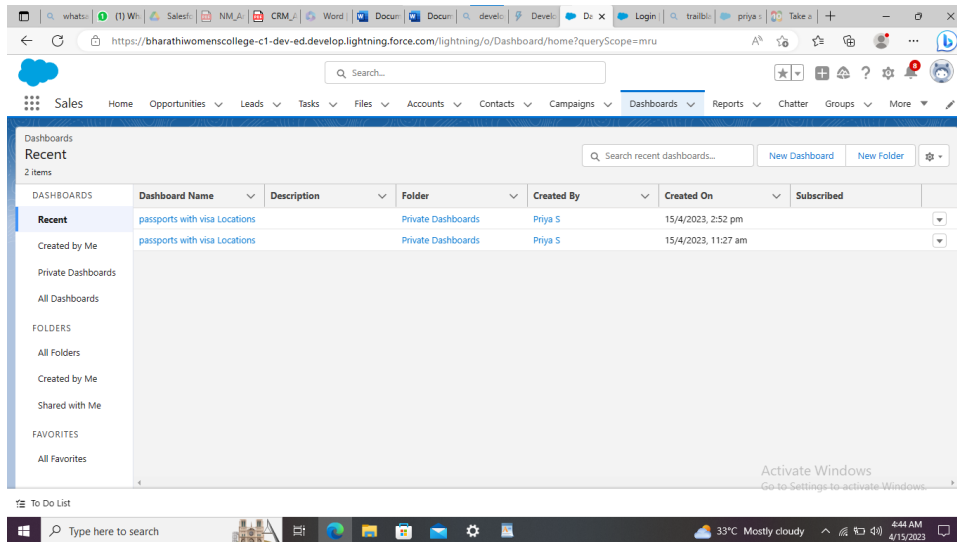 whatsa
(1) Wh
Salesfo
NM_A
CRM_A
Word
Docum
Docum
develo
Develo
Da
Login
trailbla
priya s
Take a
https://bharathiwomenscollege-c1-dev-ed.develop.lightning.force.com/lightning/o/Dashboard/home?queryScope=mru
Search...
8
Sales Home Opportunities Leads Tasks Files Accounts Contacts Campaigns Dashboards Reports Chatter Groups More
Dashboards
Recent
2 items
Search recent dashboards...
New Dashboard
New Folder
DASHBOARDS
Recent
Created by Me
Private Dashboards
All Dashboards
FOLDERS
All Folders
Created by Me
Shared with Me
FAVORITES
All Favorites
Dashboard Name Description Folder Created By Created On Subscribed
passports with visa Locations Private Dashboards Priya S 15/4/2023, 2:52 pm
passports with visa Locations Private Dashboards Priya S 15/4/2023, 11:27 am
Activate Windows
Go to Settings to activate Windows.
To Do List
Type here to search
33°C Mostly cloudy
4:44 AM
4/15/2023